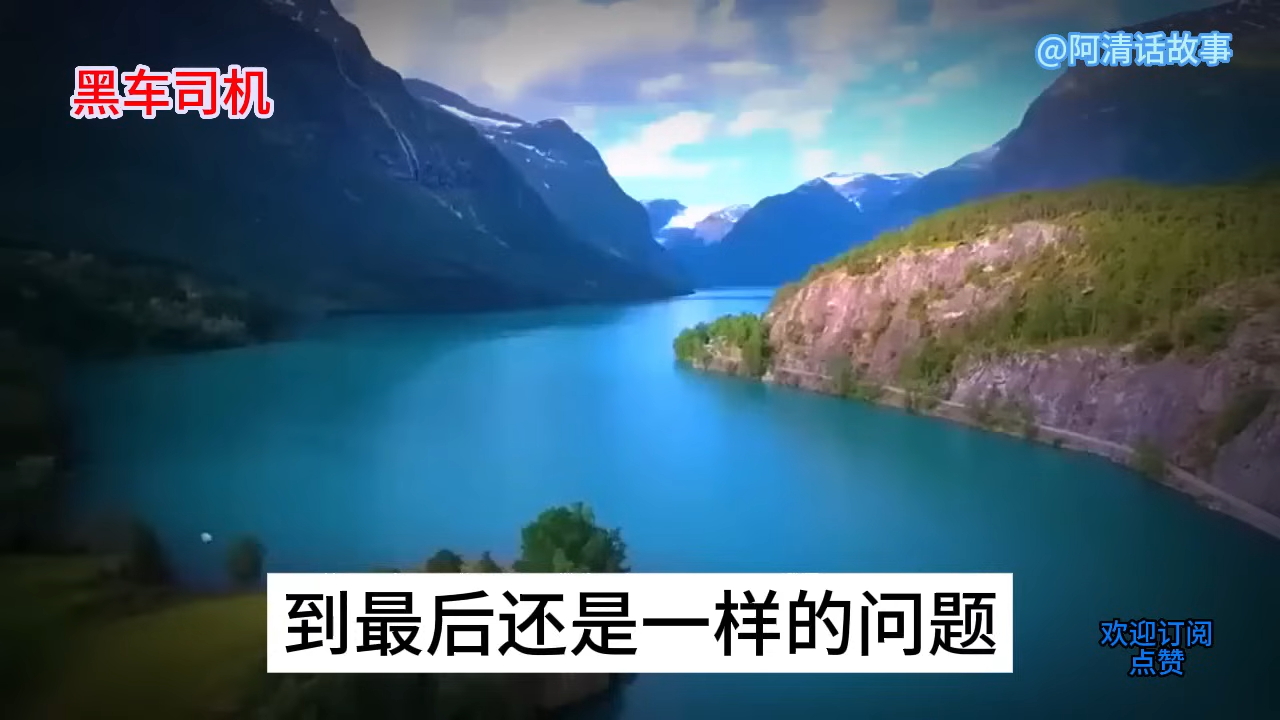 @阿清话故事
黑车司机
到最后还是一样的问题
欢迎订阅
点赞